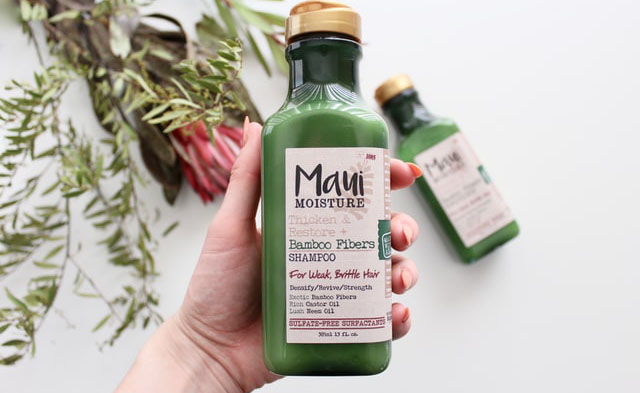 Maui
MOISTURE
Thicken &
Restore +
Bamboo Fibers
SHAMPOO
For Weak, Brittle Hair
Densify/Revive/Strength
Exotic Bamboo Fibers
Rich Castor Oil
Lush Neem Oil
SULFATE-FREE SURFACTANTS
385ml 13 fl. oz.
Maui
MOISTURE